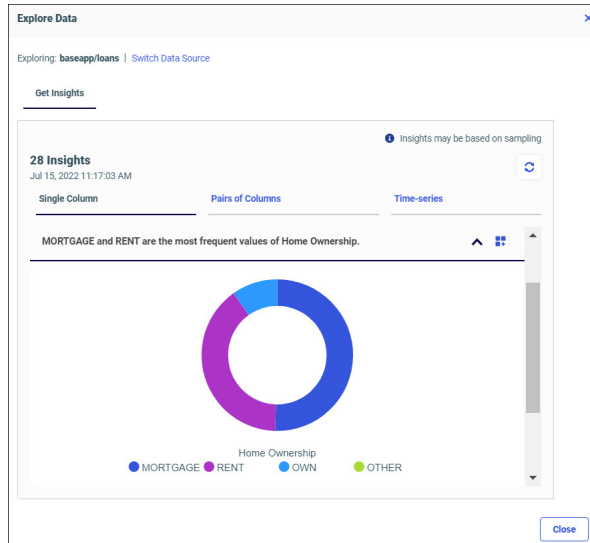 Explore Data
Exploring: baseapp/loans | Switch Data Source
Get Insights
Insights may be based on sampling
28 Insights
Jul 15, 2022 11:17:03 AM
Single Column Pairs of Columns Time-series
MORTGAGE and RENT are the most frequent values of Home Ownership.
Home Ownership
MORTGAGE RENT OWN OTHER
Close